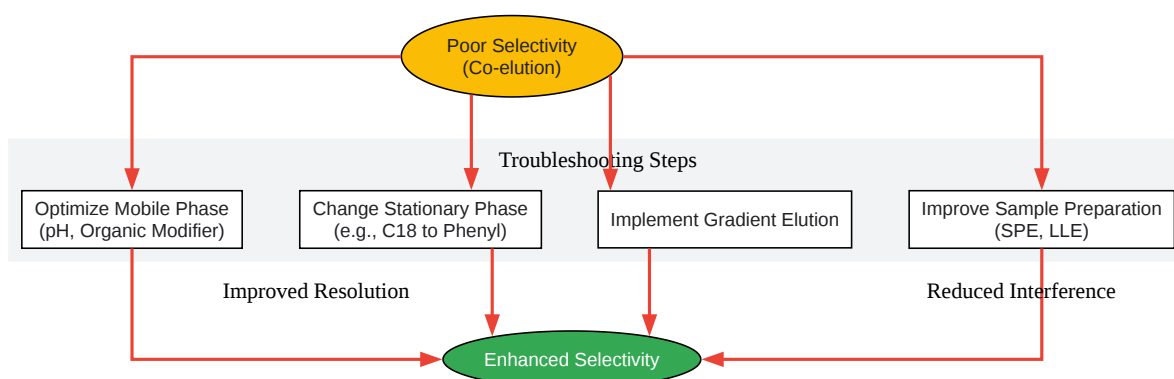 Poor Selectivity
(Co-elution)
Troubleshooting Steps
Optimize Mobile Phase
(pH, Organic Modifier)
Change Stationary Phase
(e.g., C18 to Phenyl)
Implement Gradient Elution
Improve Sample Preparation
(SPE, LLE)
Improved Resolution
Reduced Interference
Enhanced Selectivity